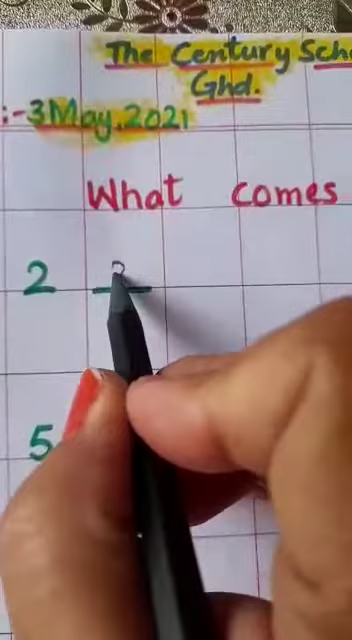 The Century Sch
Ghd.
:-3May,2021
What comes
2
5